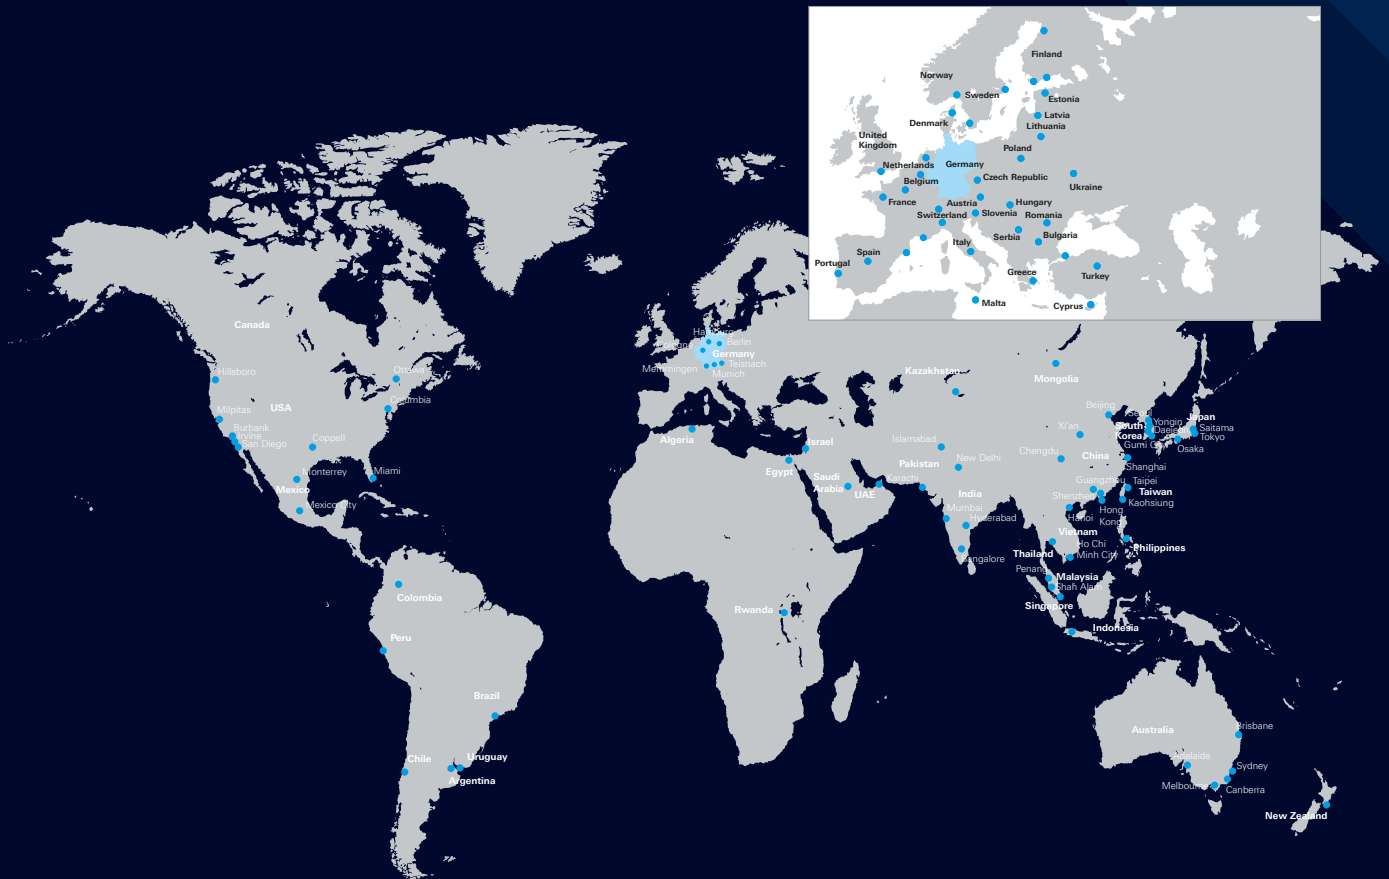 Finland
Norway
Sweden
Estonia
Denmark
Latvia
Lithuania
United
Kingdom
Poland
Netherlands
Germany
Belgium
Czech Republic
Ukraine
France
Austria
Hungary
Switzerland
Slovenia
Romania
Serbia
Bulgaria
Italy
Spain
Portugal
Greece
Turkey
Malta
Cyprus
Canada
Hillsboro
Ottawa
Columbia
Milpitas
USA
Burbank
Irvine
San Diego
Coppell
Monterrey
Miami
Mexico
Mexico City
Colombia
Peru
Brazil
Chile
Uruguay
Argentina
Hamburg
Cologne
Berlin
Germany
Memmingen
Teisnach
Munich
Algeria
Israel
Egypt
Saudi
Arabia
UAE
Rwanda
Kazakhstan
Mongolia
Islamabad
Pakistan
New Delhi
Karachi
India
Mumbai
Hyderabad
Bangalore
Beijing
Seoul
Xi'an
South
Korea
Yongin
Daejeon
Gumi City
Japan
Saitama
Tokyo
Osaka
Chengdu
China
Shanghai
Guangzhou
Taipei
Shenzhen
Taiwan
Kaohsiung
Hong
Kong
Hanoi
Vietnam
Ho Chi
Minh City
Thailand
Philippines
Penang
Malaysia
Shah Alam
Singapore
Indonesia
Australia
Brisbane
Adelaide
Sydney
Melbourne
Canberra
New Zealand